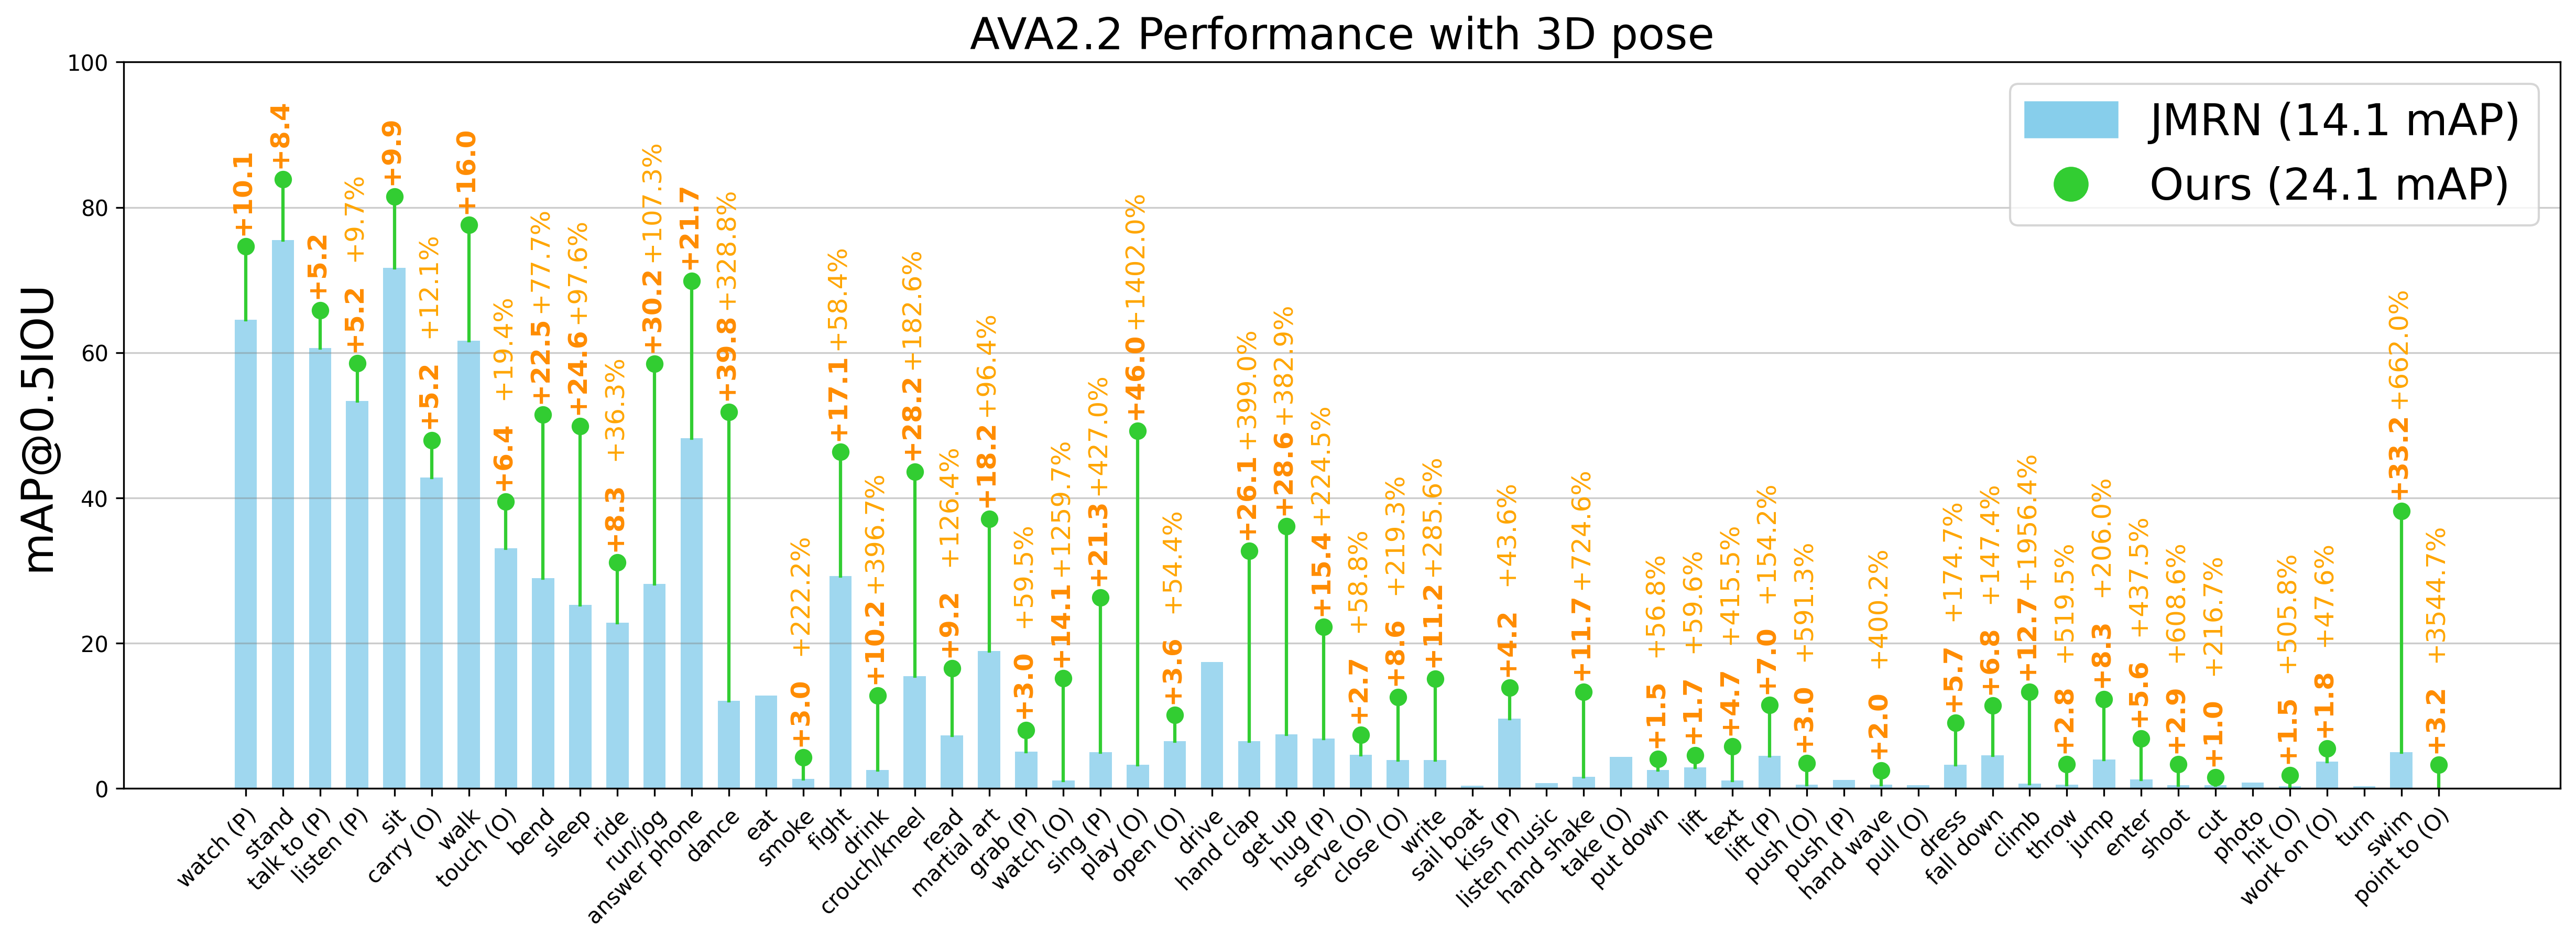 AVA2.2 Performance with 3D pose
mAP@0.5IOU
100
80
60
40
20
0
JMRN (14.1 mAP)
Ours (24.1 mAP)
+10.1
+8.4
+5.2
+5.2 +9.7%
+9.9
+5.2 +12.1%
+16.0
+6.4 +19.4%
+22.5 +77.7%
+24.6 +97.6%
+8.3 +36.3%
+30.2 +107.3%
+21.7
+39.8 +328.8%
+3.0 +222.2%
+17.1 +58.4%
+10.2 +396.7%
+28.2 +182.6%
+9.2 +126.4%
+18.2 +96.4%
+3.0 +59.5%
+14.1 +1259.7%
+21.3 +427.0%
+46.0 +1402.0%
+3.6 +54.4%
+26.1 +399.0%
+28.6 +382.9%
+15.4 +224.5%
+2.7 +58.8%
+8.6 +219.3%
+11.2 +285.6%
+4.2 +43.6%
+11.7 +724.6%
+1.5 +56.8%
+1.7 +59.6%
+4.7 +415.5%
+7.0 +154.2%
+3.0 +591.3%
+2.0 +400.2%
+5.7 +174.7%
+6.8 +147.4%
+12.7 +1956.4%
+2.8 +519.5%
+8.3 +206.0%
+5.6 +437.5%
+2.9 +608.6%
+1.0 +216.7%
+1.5 +505.8%
+1.8 +47.6%
+33.2 +662.0%
+3.2 +3544.7%
watch (P)
stand
talk to (P)
listen (P)
sit
carry (O)
walk
touch (O)
bend
sleep
ride
run/jog
answer phone
dance
eat
smoke
fight
drink
crouch/kneel
read
martial art
grab (P)
watch (O)
sing (P)
play (O)
open (O)
drive
hand clap
get up
hug (P)
serve (O)
close (O)
write
sail boat
kiss (P)
listen music
hand shake
take (O)
put down
lift
text
lift (P)
push (O)
push (P)
hand wave
pull (O)
dress
fall down
climb
throw
jump
enter
shoot
cut
photo
hit (O)
work on (O)
turn
swim
point to (O)